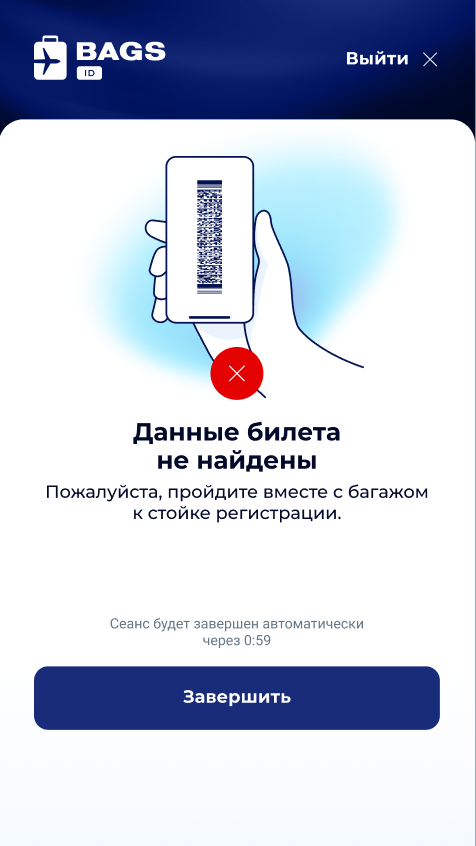 BAGS
ID
Выйти
Данные билета
не найдены
Пожалуйста, пройдите вместе с багажом
к стойке регистрации.
Сеанс будет завершен автоматически
через 0:59
Завершить